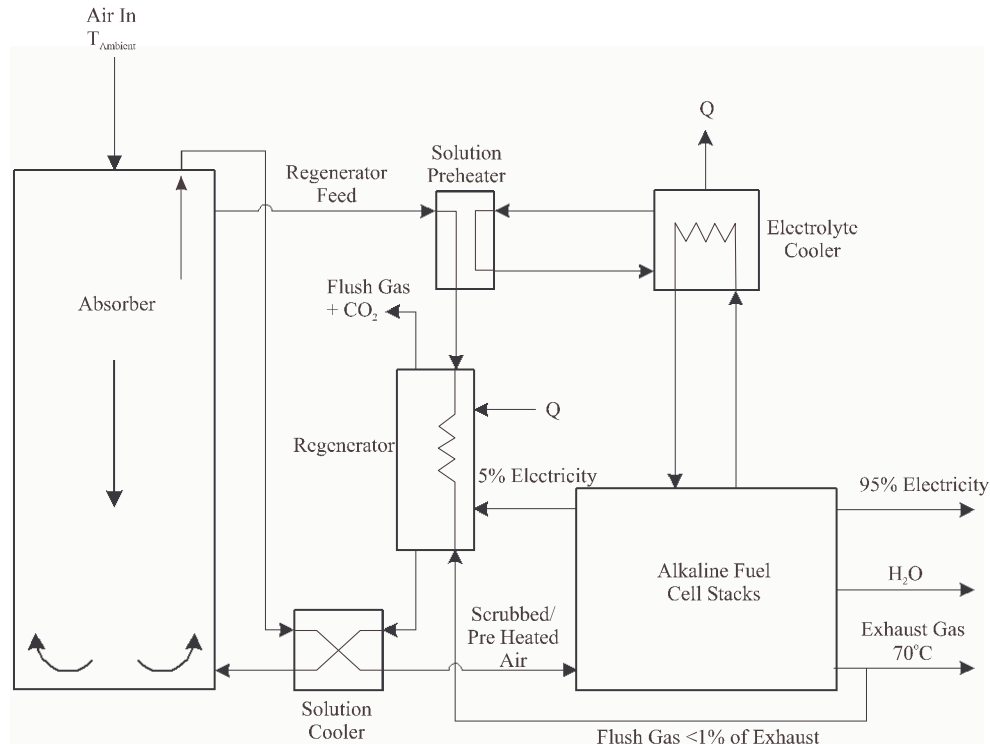 Air In
TAmbient
Q
Solution
Preheater
Regenerator
Feed
Electrolyte
Cooler
Flush Gas
+ CO₂
Absorber
Q
Regenerator
5% Electricity
95% Electricity
Alkaline Fuel
Cell Stacks
H₂O
Scrubbed/
Pre Heated
Air
Exhaust Gas
70°C
Solution
Cooler
Flush Gas <1% of Exhaust